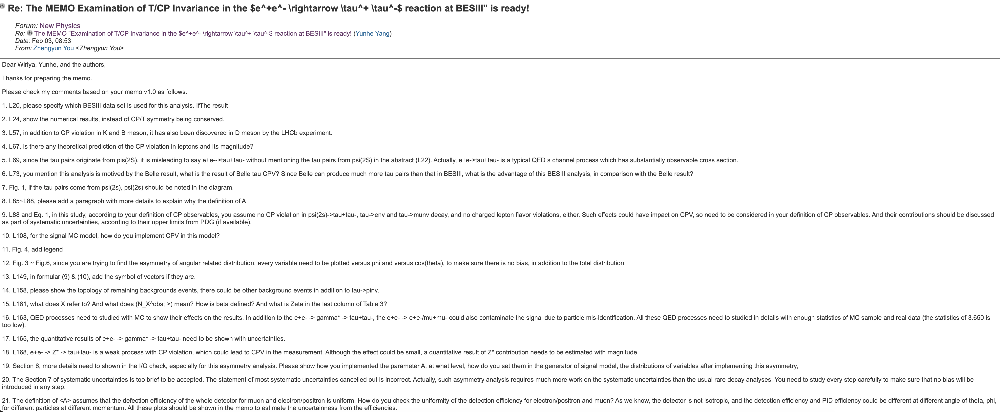 Re: The MEMO Examination of T/CP Invariance in the $e^+e^- \rightarrow \tau^+ \tau^-$ reaction at BESIII" is ready!
Forum: New Physics
Re: The MEMO "Examination of T/CP Invariance in the $e^+e^- \rightarrow \tau^+ \tau^-$ reaction at BESIII" is ready! (Yunhe Yang)
Date: Feb 03, 08:53
From: Zhengyun You <Zhengyun You>
Dear Wiriya, Yunhe, and the authors,
Thanks for preparing the memo.
Please check my comments based on your memo v1.0 as follows.
1. L20, please specify which BESIII data set is used for this analysis. IfThe result
2. L24, show the numerical results, instead of CP/T symmetry being conserved.
3. L57, in addition to CP violation in K and B meson, it has also been discovered in D meson by the LHCb experiment.
4. L67, is there any theoretical prediction of the CP violation in leptons and its magnitude?
5. L69, since the tau pairs originate from pis(2S), it is misleading to say e+e-->tau+tau- without mentioning the tau pairs from psi(2S) in the abstract (L22). Actually, e+e->tau+tau- is a typical QED s channel process which has substantially observable cross section.
6. L73, you mention this analysis is motived by the Belle result, what is the result of Belle tau CPV? Since Belle can produce much more tau pairs than that in BESIII, what is the advantage of this BESIII analysis, in comparison with the Belle result?
7. Fig. 1, if the tau pairs come from psi(2s), psi(2s) should be noted in the diagram.
8. L85~L88, please add a paragraph with more details to explain why the definition of A
9. L88 and Eq. 1, in this study, according to your definition of CP observables, you assume no CP violation in psi(2s)->tau+tau-, tau->env and tau->munv decay, and no charged lepton flavor violations, either. Such effects could have impact on CPV, so need to be considered in your definition of CP observables. And their contributions should be discussed
as part of systematic uncertainties, according to their upper limits from PDG (if available).
10. L108, for the signal MC model, how do you implement CPV in this model?
11. Fig. 4, add legend
12. Fig. 3 ~ Fig.6, since you are trying to find the asymmetry of angular related distribution, every variable need to be plotted versus phi and versus cos(theta), to make sure there is no bias, in addition to the total distribution.
13. L149, in formular (9) & (10), add the symbol of vectors if they are.
14. L158, please show the topology of remaining backgrounds events, there could be other background events in addition to tau->pinv.
15. L161, what does X refer to? And what does (N_X^obs; >) mean? How is beta defined? And what is Zeta in the last column of Table 3?
16. L163, QED processes need to studied with MC to show their effects on the results. In addition to the e+e- -> gamma* -> tau+tau-, the e+e- -> e+e-/mu+mu- could also contaminate the signal due to particle mis-identification. All these QED processes need to studied in details with enough statistics of MC sample and real data (the statistics of 3.650 is
too low).
17. L165, the quantitative results of e+e- -> gamma* -> tau+tau- need to be shown with uncertainties.
18. L168, e+e- -> Z* -> tau+tau- is a weak process with CP violation, which could lead to CPV in the measurement. Although the effect could be small, a quantitative result of Z* contribution needs to be estimated with magnitude.
19. Section 6, more details need to shown in the I/O check, especially for this asymmetry analysis. Please show how you implemented the parameter A, at what level, how do you set them in the generator of signal model, the distributions of variables after implementing this asymmetry,
20. The Section 7 of systematic uncertainties is too brief to be accepted. The statement of most systematic uncertainties cancelled out is incorrect. Actually, such asymmetry analysis requires much more work on the systematic uncertainties than the usual rare decay analyses. You need to study every step carefully to make sure that no bias will be
introduced in any step.
21. The definition of <A> assumes that the defection efficiency of the whole detector for muon and electron/positron is uniform. How do you check the uniformity of the detection efficiency for electron/positron and muon? As we know, the detector is not isotropic, and the detection efficiency and PID efficiency could be different at different angle of theta, phi,
for different particles at different momentum. All these plots should be shown in the memo to estimate the uncertainness from the efficiencies.